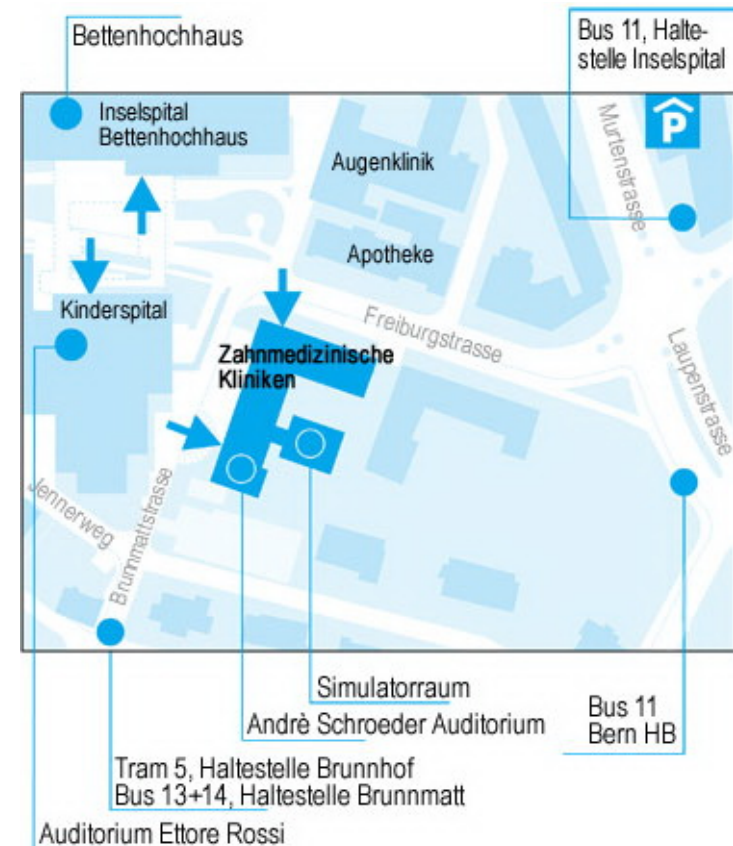 Bettenhochhaus
Bus 11, Halte-
stelle Inselspital
Inselspital
Bettenhochhaus
P
Murtenstrasse
Augenklinik
Apotheke
Kinderspital
Freiburgstrasse
Zahnmedizinische
Kliniken
Laupenstrasse
Jennerweg
Brunnmattstrasse
Simulatorraum
Andrè Schroeder Auditorium
Bus 11
Bern HB
Tram 5, Haltestelle Brunnhof
Bus 13+14, Haltestelle Brunnmatt
Auditorium Ettore Rossi